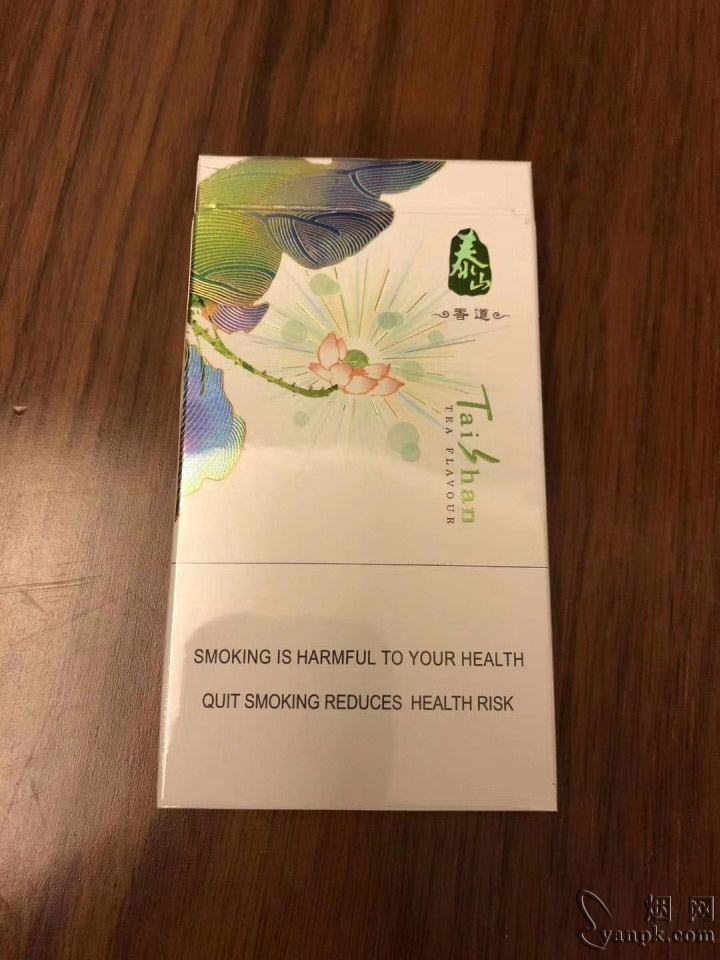 泰山
香道
TaiShan
TEA FLAVOUR
SMOKING IS HARMFUL TO YOUR HEALTH
QUIT SMOKING REDUCES HEALTH RISK
烟网
yanpk.com